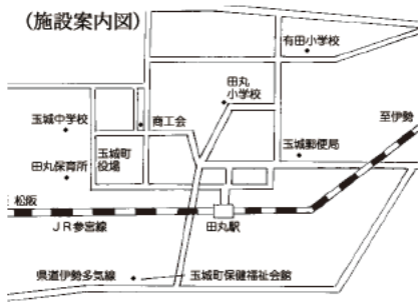 (施設案内図)
有田小学校
田丸
小学校
玉城中学校
商工会
至伊勢
玉城郵便局
玉城町
役場
田丸保育所
松阪
JR参宮線
田丸駅
県道伊勢多気線
玉城町保健福祉会館